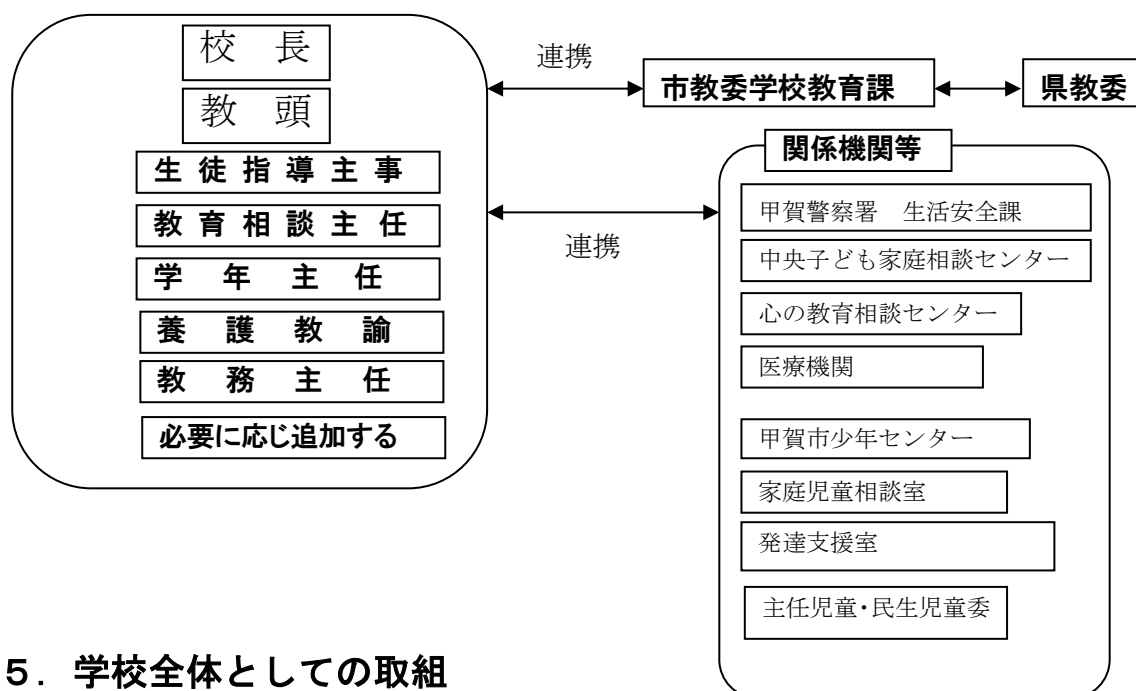 校　長
教　頭
生 徒 指 導 主 事
教 育 相 談 主 任
学　年　主　任
養　護　教　諭
教　務　主　任
必要に応じ追加する
連携
市教委学校教育課
県教委
連携
関係機関等
甲賀警察署　生活安全課
中央子ども家庭相談センター
心の教育相談センター
医療機関
甲賀市少年センター
家庭児童相談室
発達支援室
主任児童・民生児童委
５．学校全体としての取組